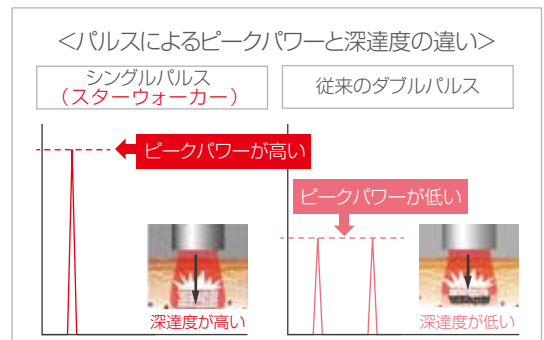 <パルスによるピークパワーと深達度の違い>
シングルパルス
(スターウォーカー)
従来のダブルパルス
ピークパワーが高い
ピークパワーが低い
深達度が高い
深達度が低い